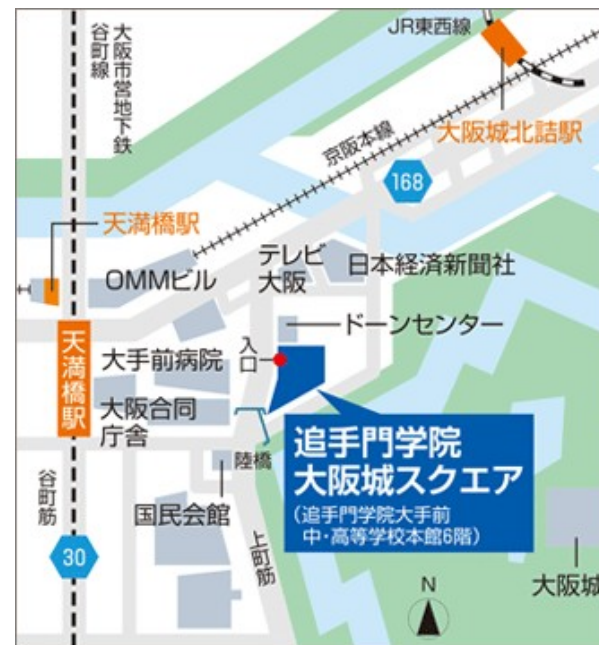 JR東西線
大阪市営地下鉄
谷町線
大阪城北詰駅
京阪本線
168
天満橋駅
テレビ
大阪
日本経済新聞社
OMMビル
ドーンセンター
天満橋駅
大手前病院
入口
大阪合同
庁舎
追手門学院
大阪城スクエア
(追手門学院大手前
中・高等学校本館6階)
陸橋
谷町筋
国民会館
上町筋
30
N
大阪城